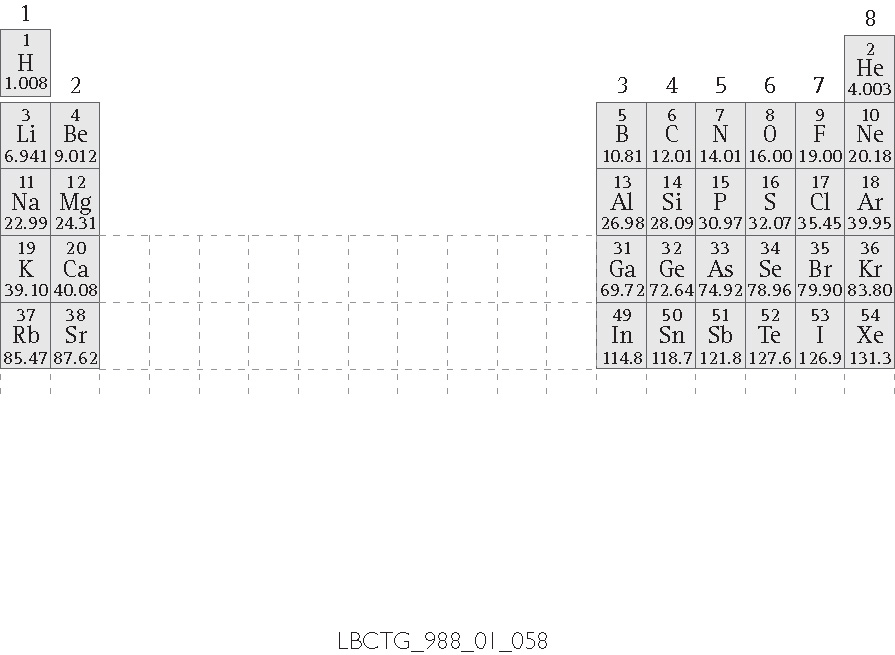 1
8
1
H
1.008
2
He
4.003
2
3 4 5 6 7
3 4 5 6 7 8 9 10
Li Be B C N O F Ne
6.941 9.012 10.81 12.01 14.01 16.00 19.00 20.18
11 12 13 14 15 16 17 18
Na Mg Al Si P S Cl Ar
22.99 24.31 26.98 28.09 30.97 32.07 35.45 39.95
19 20 31 32 33 34 35 36
K Ca Ga Ge As Se Br Kr
39.10 40.08 69.72 72.64 74.92 78.96 79.90 83.80
37 38 49 50 51 52 53 54
Rb Sr In Sn Sb Te I Xe
85.47 87.62 114.8 118.7 121.8 127.6 126.9 131.3
LBCTG_988_01_058